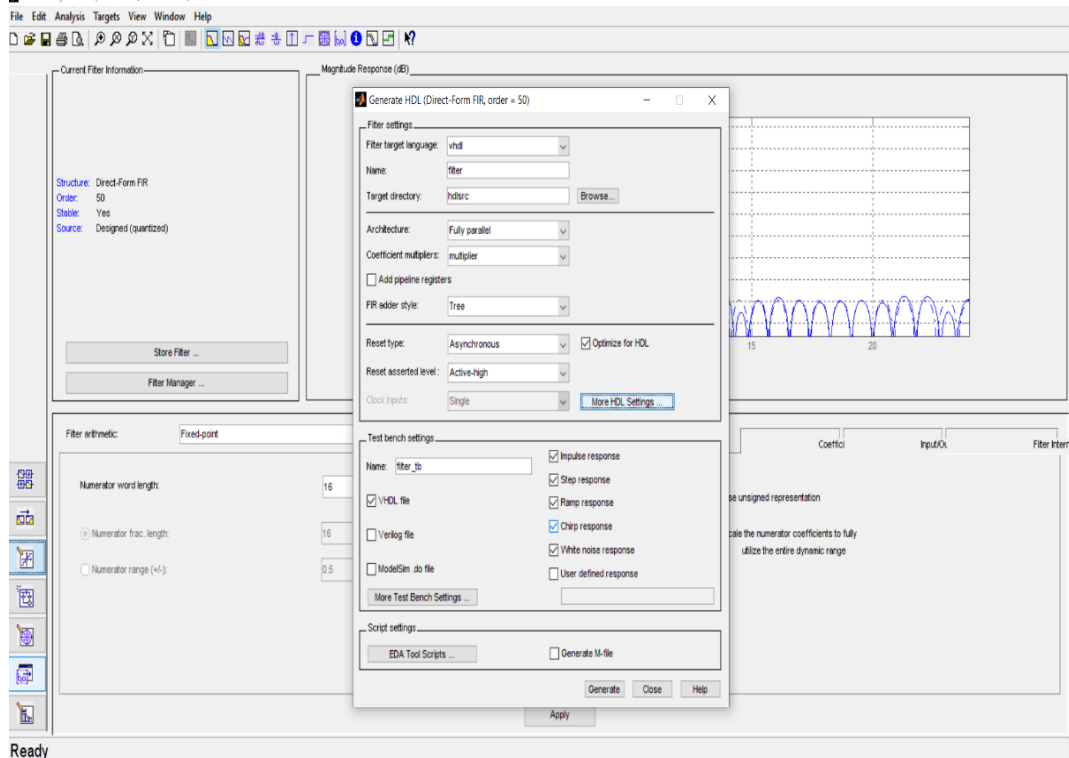 File Edit Analysis Targets View Window Help
Current Filter Information
Structure: Direct-Form FIR
Order: 50
Stable: Yes
Source: Designed (quantized)
Store Filter ...
Filter Manager ...
Magnitude Response (dB)
15 20
Generate HDL (Direct-Form FIR, order = 50)
Filter settings
Filter target language: vhdl
Name: filter
Target directory: hdlsrc Browse...
Architecture: Fully parallel
Coefficient multipliers: multiplier
Add pipeline registers
FIR adder style: Tree
Reset type: Asynchronous Optimize for HDL
Reset asserted level: Active-high
Clock Inputs: Single More HDL Settings ...
Test bench settings
Name: filter_tb
VHDL file
Verilog file
ModelSim .do file
More Test Bench Settings ...
Impulse response
Step response
Ramp response
Chirp response
White noise response
User defined response
Script settings
EDA Tool Scripts ... Generate M-file
Generate Close Help
Filter arithmetic: Fixed-point
Coeffici Input/Ou Filter Intern
Numerator word length: 16
Numerator frac. length: 16
Numerator range (+/-): 0.5
se unsigned representation
cale the numerator coefficients to fully
utilize the entire dynamic range
Apply
Ready